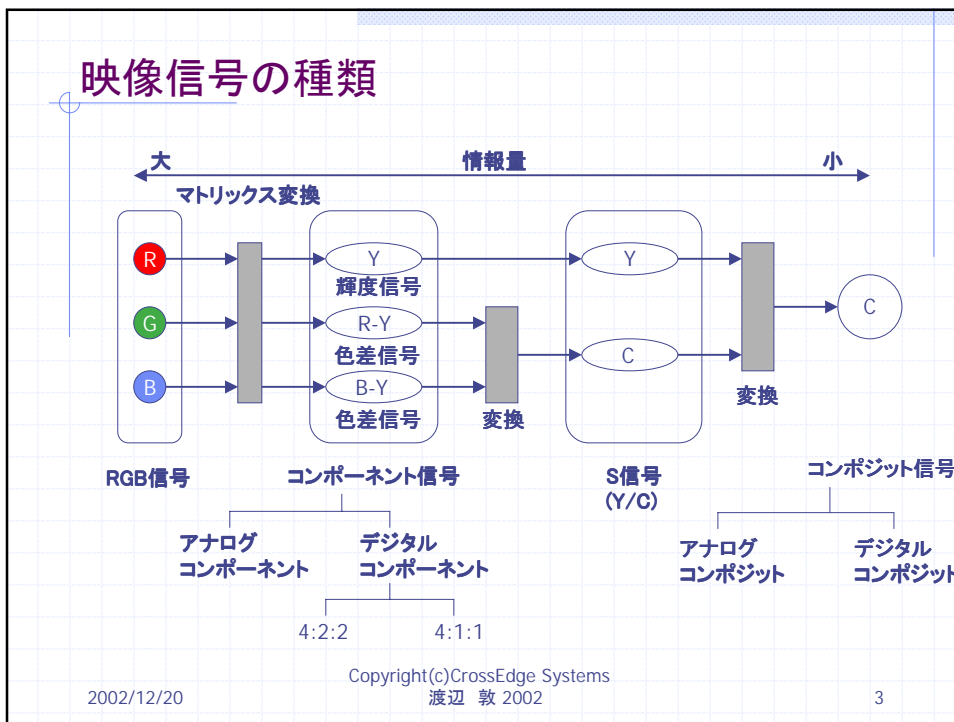 映像信号の種類
大 情報量 小
マトリックス変換
R Y Y
輝度信号
G R-Y C
色差信号 C
B B-Y
色差信号 変換 変換
RGB信号 コンポーネント信号 S信号 コンポジット信号
(Y/C)
アナログ デジタル アナログ デジタル
コンポーネント コンポーネント コンポジット コンポジット
4:2:2 4:1:1
Copyright(c)CrossEdge Systems
2002/12/20 渡辺 敦 2002 3